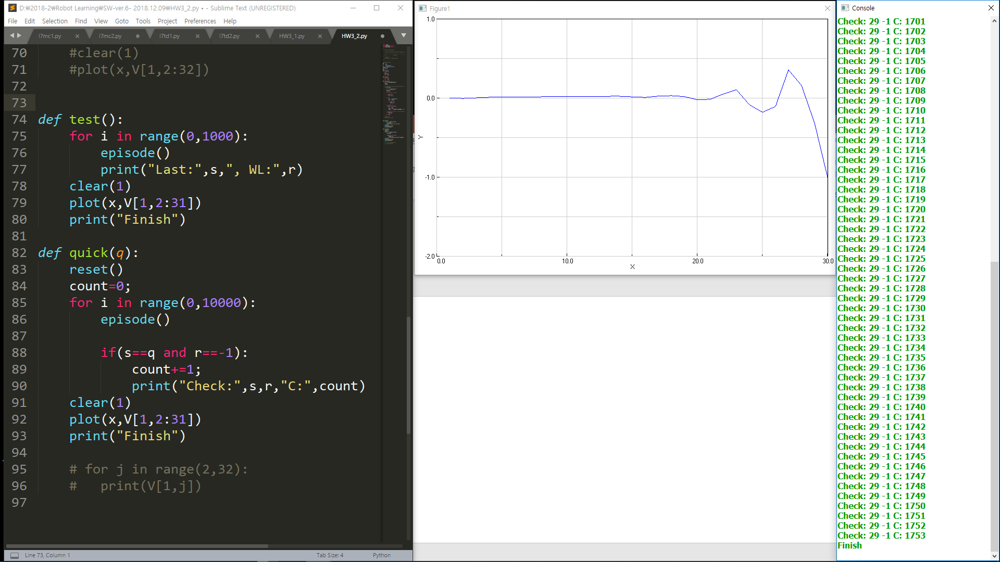 D:₩2018-2₩Robot Learning₩SW-ver.6- 2018.12.09₩HW3_2.py • - Sublime Text (UNREGISTERED)
File Edit Selection Find View Goto Tools Project Preferences Help
l7mc1.py l7mc2.py l7td1.py l7td2.py HW3_1.py HW3_2.py
70 #clear(1)
71 #plot(x,V[1,2:32])
72
73
74 def test():
75 for i in range(0,1000):
76 episode()
77 print("Last:",s,", WL:",r)
78 clear(1)
79 plot(x,V[1,2:31])
80 print("Finish")
81
82 def quick(q):
83 reset()
84 count=0;
85 for i in range(0,10000):
86 episode()
87
88 if(s==q and r==-1):
89 count+=1;
90 print("Check:",s,r,"C:",count)
91 clear(1)
92 plot(x,V[1,2:31])
93 print("Finish")
94
95 # for j in range(2,32):
96 # print(V[1,j])
97
Line 73, Column 1 Tab Size: 4 Python
Figure1
1.0
0.0
Y
-1.0
-2.0
0.0 10.0 20.0 30.0
X
Console
Check: 29 -1 C: 1701
Check: 29 -1 C: 1702
Check: 29 -1 C: 1703
Check: 29 -1 C: 1704
Check: 29 -1 C: 1705
Check: 29 -1 C: 1706
Check: 29 -1 C: 1707
Check: 29 -1 C: 1708
Check: 29 -1 C: 1709
Check: 29 -1 C: 1710
Check: 29 -1 C: 1711
Check: 29 -1 C: 1712
Check: 29 -1 C: 1713
Check: 29 -1 C: 1714
Check: 29 -1 C: 1715
Check: 29 -1 C: 1716
Check: 29 -1 C: 1717
Check: 29 -1 C: 1718
Check: 29 -1 C: 1719
Check: 29 -1 C: 1720
Check: 29 -1 C: 1721
Check: 29 -1 C: 1722
Check: 29 -1 C: 1723
Check: 29 -1 C: 1724
Check: 29 -1 C: 1725
Check: 29 -1 C: 1726
Check: 29 -1 C: 1727
Check: 29 -1 C: 1728
Check: 29 -1 C: 1729
Check: 29 -1 C: 1730
Check: 29 -1 C: 1731
Check: 29 -1 C: 1732
Check: 29 -1 C: 1733
Check: 29 -1 C: 1734
Check: 29 -1 C: 1735
Check: 29 -1 C: 1736
Check: 29 -1 C: 1737
Check: 29 -1 C: 1738
Check: 29 -1 C: 1739
Check: 29 -1 C: 1740
Check: 29 -1 C: 1741
Check: 29 -1 C: 1742
Check: 29 -1 C: 1743
Check: 29 -1 C: 1744
Check: 29 -1 C: 1745
Check: 29 -1 C: 1746
Check: 29 -1 C: 1747
Check: 29 -1 C: 1748
Check: 29 -1 C: 1749
Check: 29 -1 C: 1750
Check: 29 -1 C: 1751
Check: 29 -1 C: 1752
Check: 29 -1 C: 1753
Finish